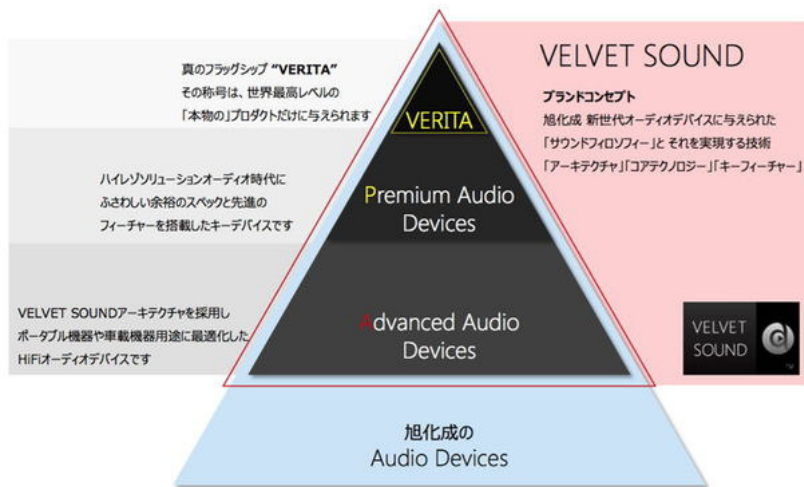 真のフラッグシップ “VERITA”
その称号は、世界最高レベルの
「本物の」プロダクトだけに与えられます
ハイレゾリューションオーディオ時代に
ふさわしい余裕のスペックと先進の
フィーチャーを搭載したキーデバイスです
VELVET SOUNDアーキテクチャを採用し
ポータブル機器や車載機器用途に最適化した
HiFiオーディオデバイスです
VERITA
Premium Audio
Devices
Advanced Audio
Devices
旭化成の
Audio Devices
VELVET SOUND
ブランドコンセプト
旭化成 新世代オーディオデバイスに与えられた
「サウンドフィロソフィー」と それを実現する技術
「アーキテクチャ」「コアテクノロジー」「キーフィーチャー」
VELVET
SOUND
TM